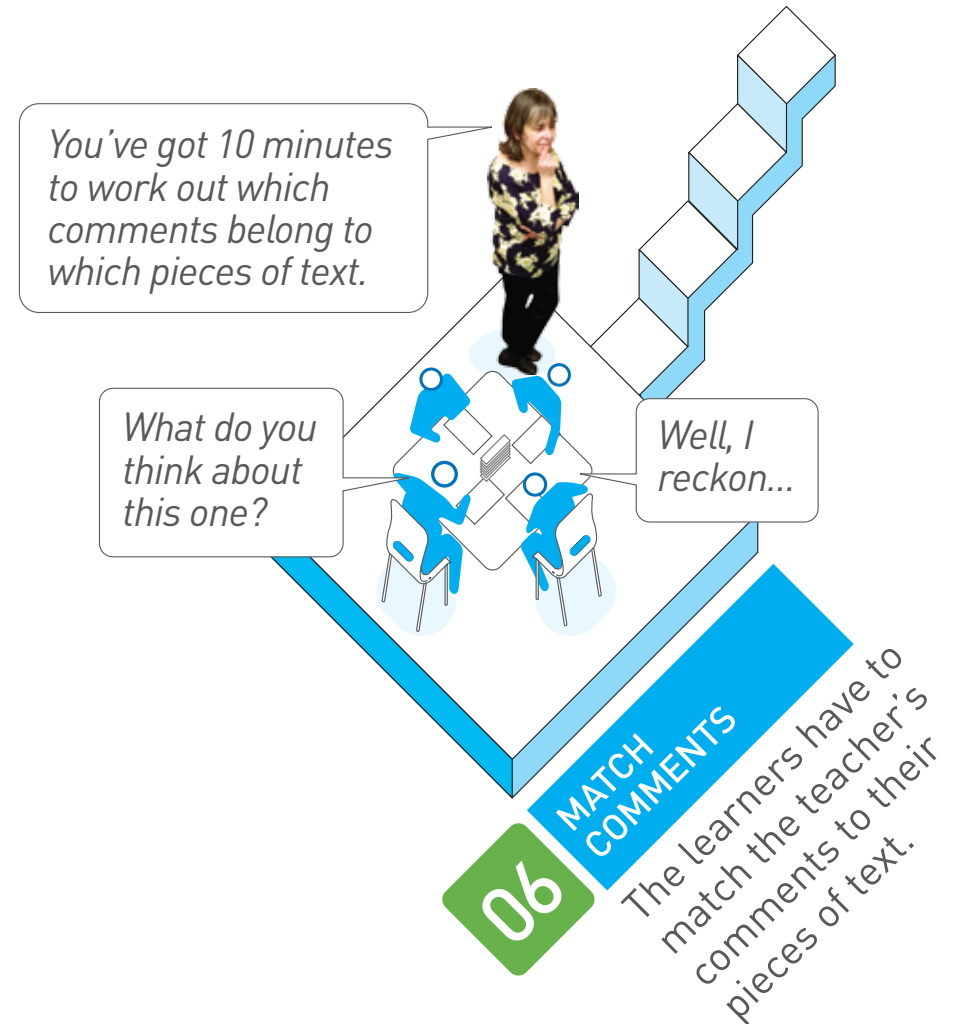 You’ve got 10 minutes
to work out which
comments belong to
which pieces of text.
What do you
think about
this one?
Well, I
reckon...
06
MATCH
COMMENTS
The learners have to
match the teacher’s
comments to their
pieces of text.